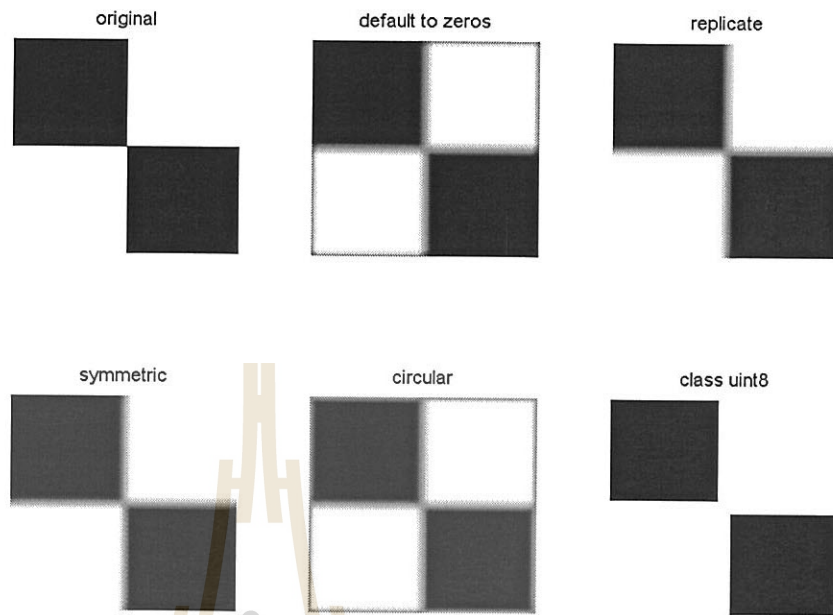 original
default to zeros
replicate
symmetric
circular
class uint8